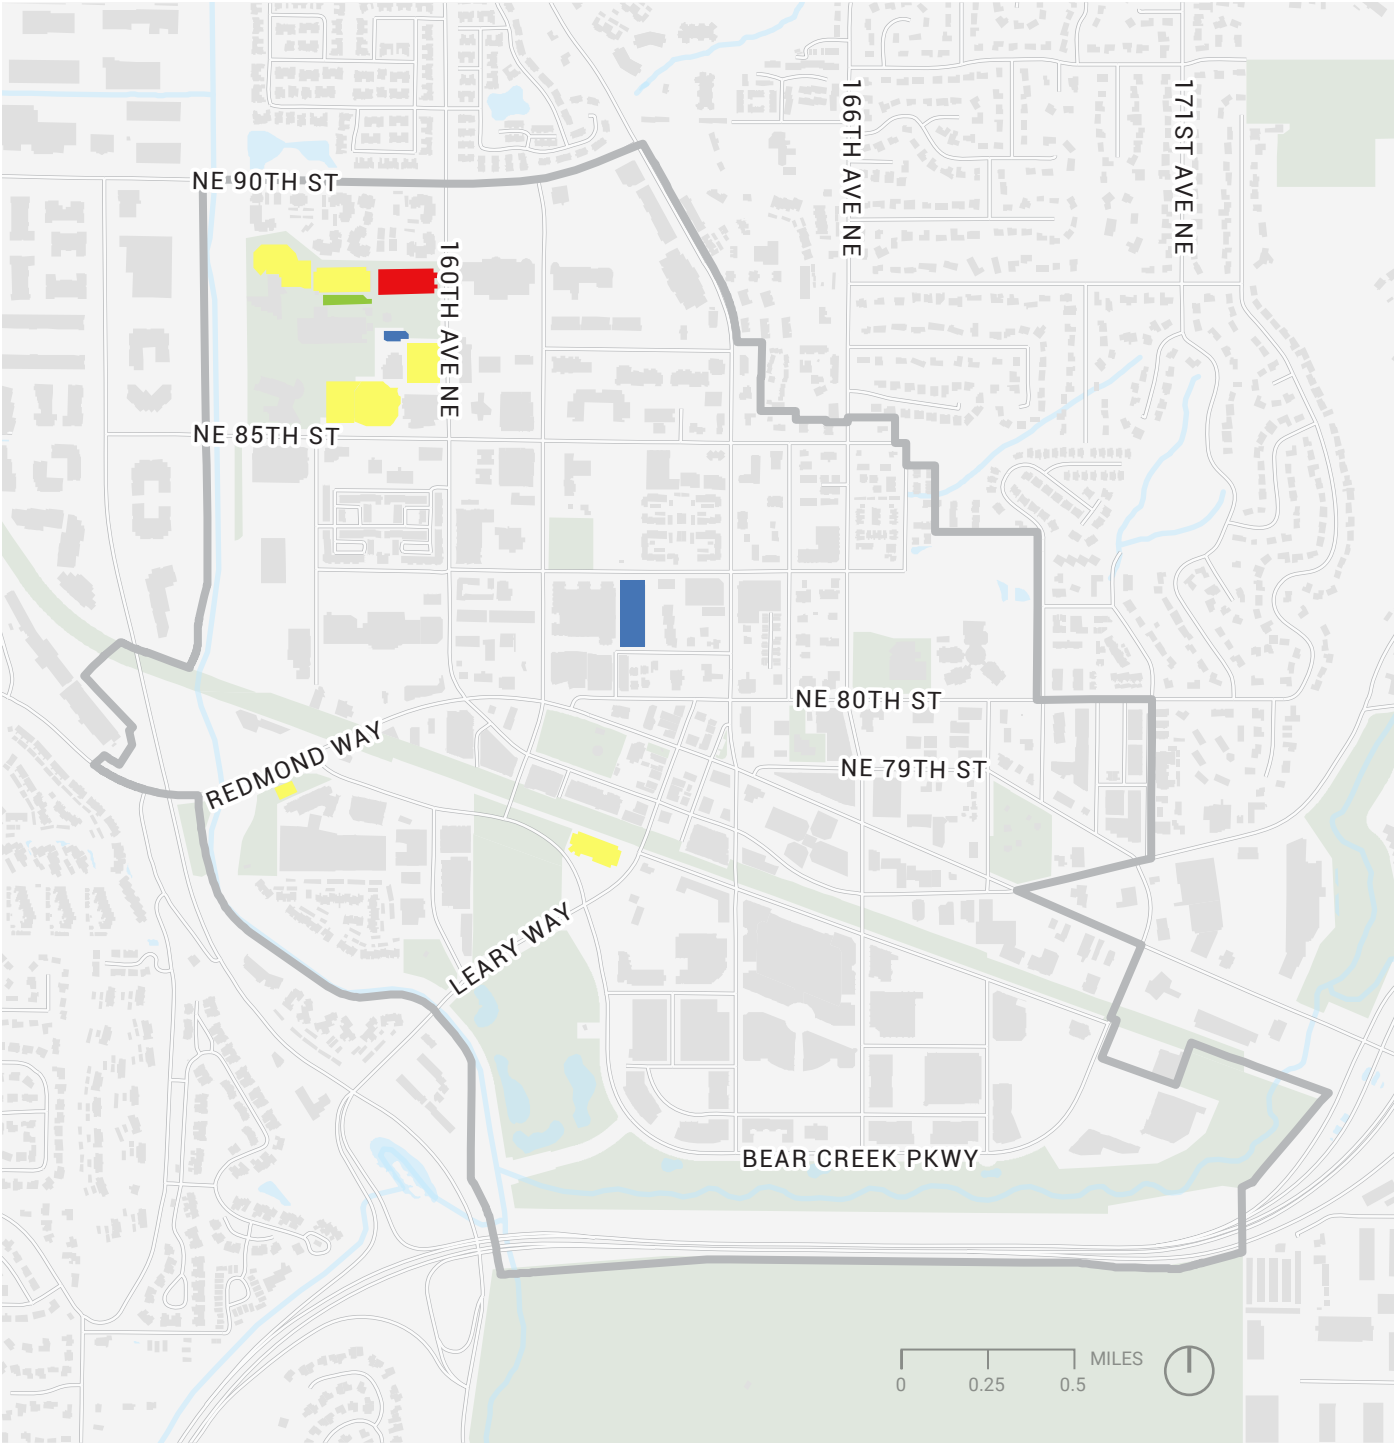 166TH AVE NE
171ST AVE NE
NE 90TH ST
160TH AVE NE
NE 85TH ST
NE 80TH ST
REDMOND WAY
NE 79TH ST
LEARY WAY
BEAR CREEK PKWY
MILES
0 0.25 0.5